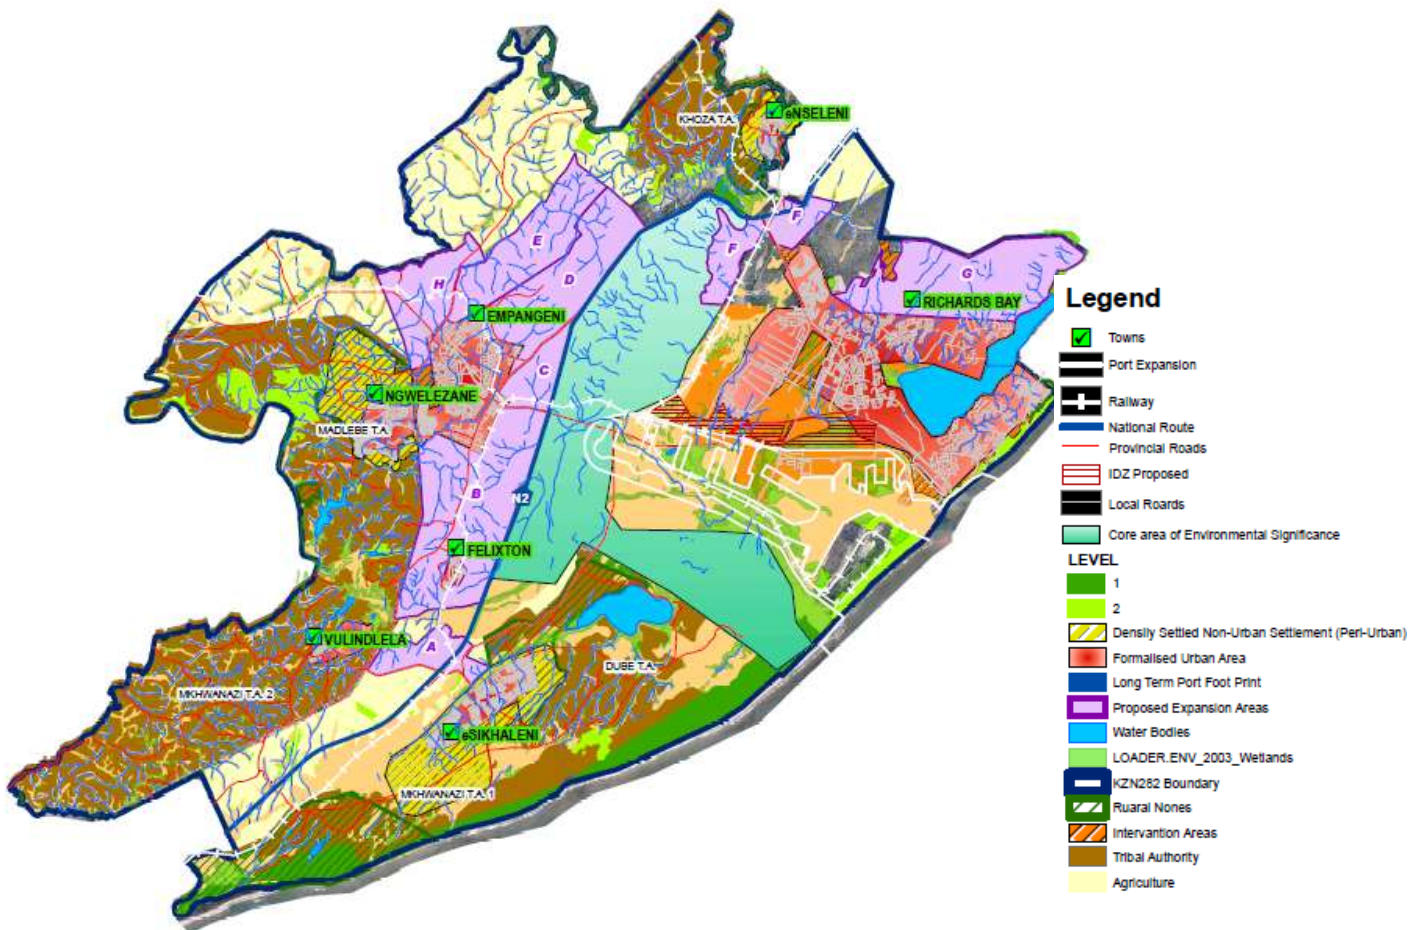 eNSELENI
KHOZA T.A.
F
E
F
G
D
H
RICHARDS BAY
EMPANGENI
C
NGWELEZANE
MADLEBE T.A.
B
N2
FELIXTON
VULINDLELA
A
DUBE T.A.
MKHWANAZI T.A. 2
eSIKHALENI
MKHWANAZI T.A. 1
Legend
Towns
Port Expansion
Railway
National Route
Provincial Roads
IDZ Proposed
Local Roards
Core area of Environmental Significance
LEVEL
1
2
Densily Settled Non-Urban Settlement (Peri-Urban)
Formalised Urban Area
Long Term Port Foot Print
Proposed Expansion Areas
Water Bodies
LOADER.ENV_2003_Wetlands
KZN282 Boundary
Ruaral Nones
Intervantion Areas
Tribal Authority
Agriculture